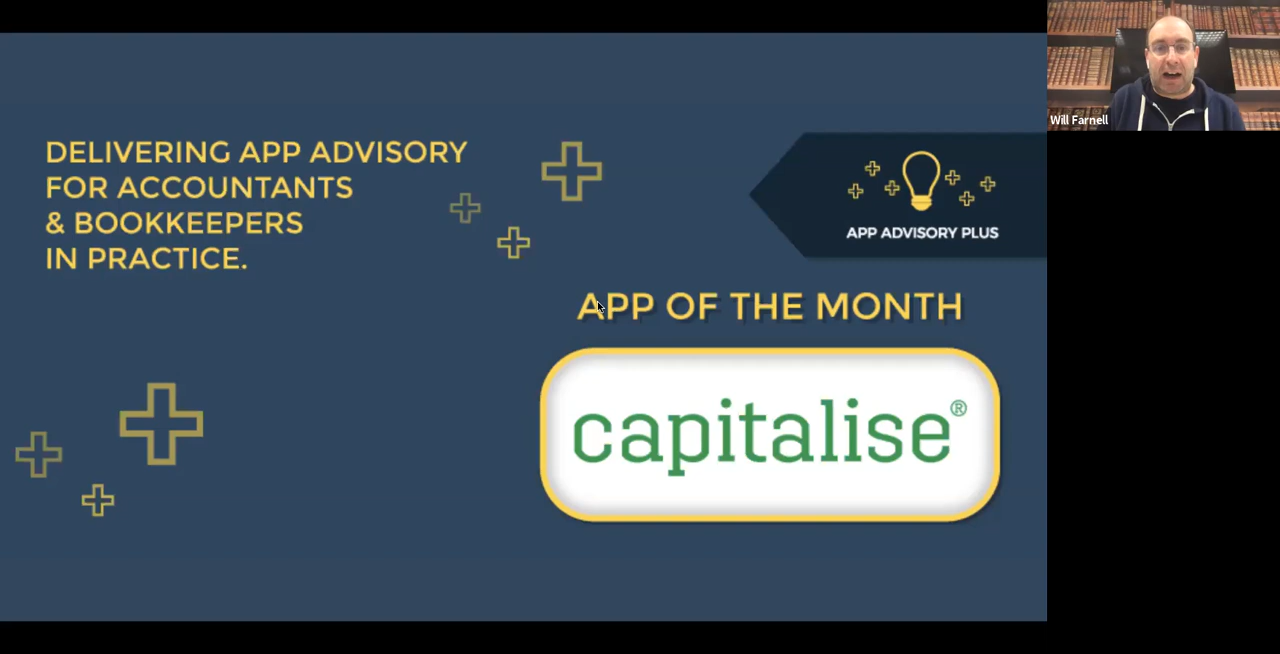 DELIVERING APP ADVISORY
FOR ACCOUNTANTS
& BOOKKEEPERS
IN PRACTICE.
APP ADVISORY PLUS
APP OF THE MONTH
capitalise®
Will Farnell